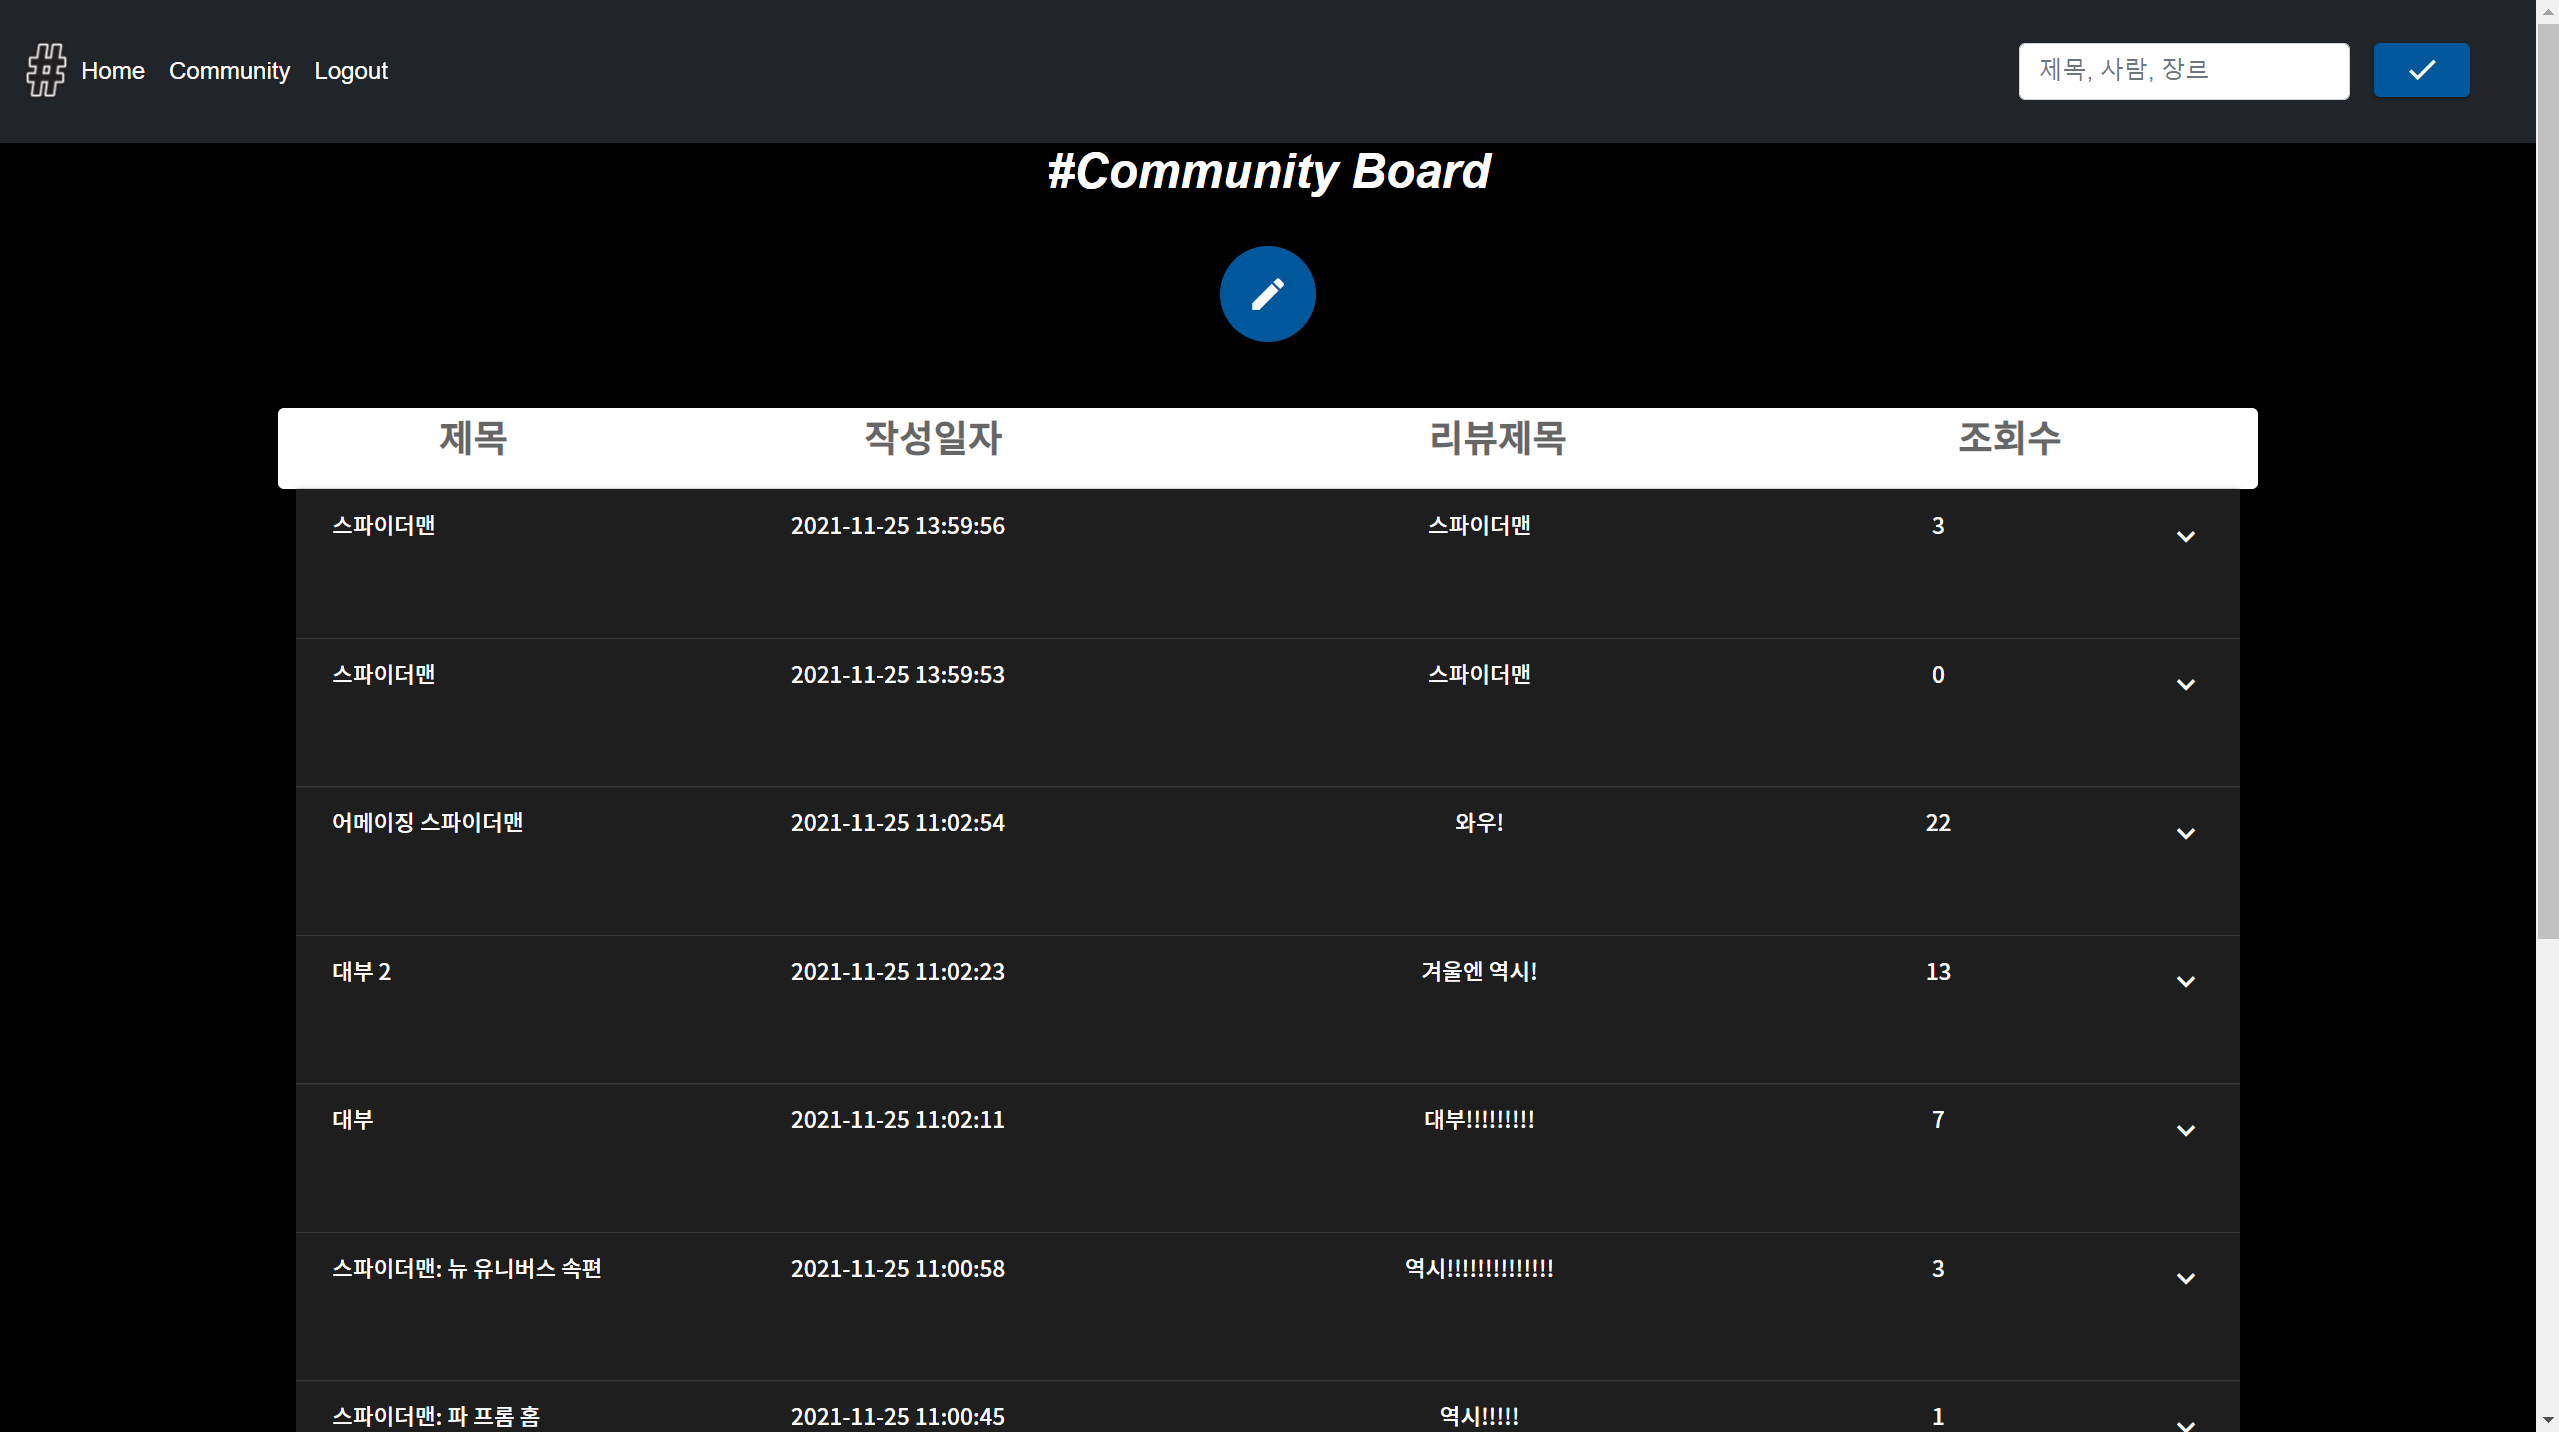 Home Community Logout 제목, 사람, 장르
#Community Board
제목 작성일자 리뷰제목 조회수
스파이더맨 2021-11-25 13:59:56 스파이더맨 3
스파이더맨 2021-11-25 13:59:53 스파이더맨 0
어메이징 스파이더맨 2021-11-25 11:02:54 와우! 22
대부 2 2021-11-25 11:02:23 겨울엔 역시! 13
대부 2021-11-25 11:02:11 대부!!!!!!!!! 7
스파이더맨: 뉴 유니버스 속편 2021-11-25 11:00:58 역시!!!!!!!!!!!!!! 3
스파이더맨: 파 프롬 홈 2021-11-25 11:00:45 역시!!!!! 1